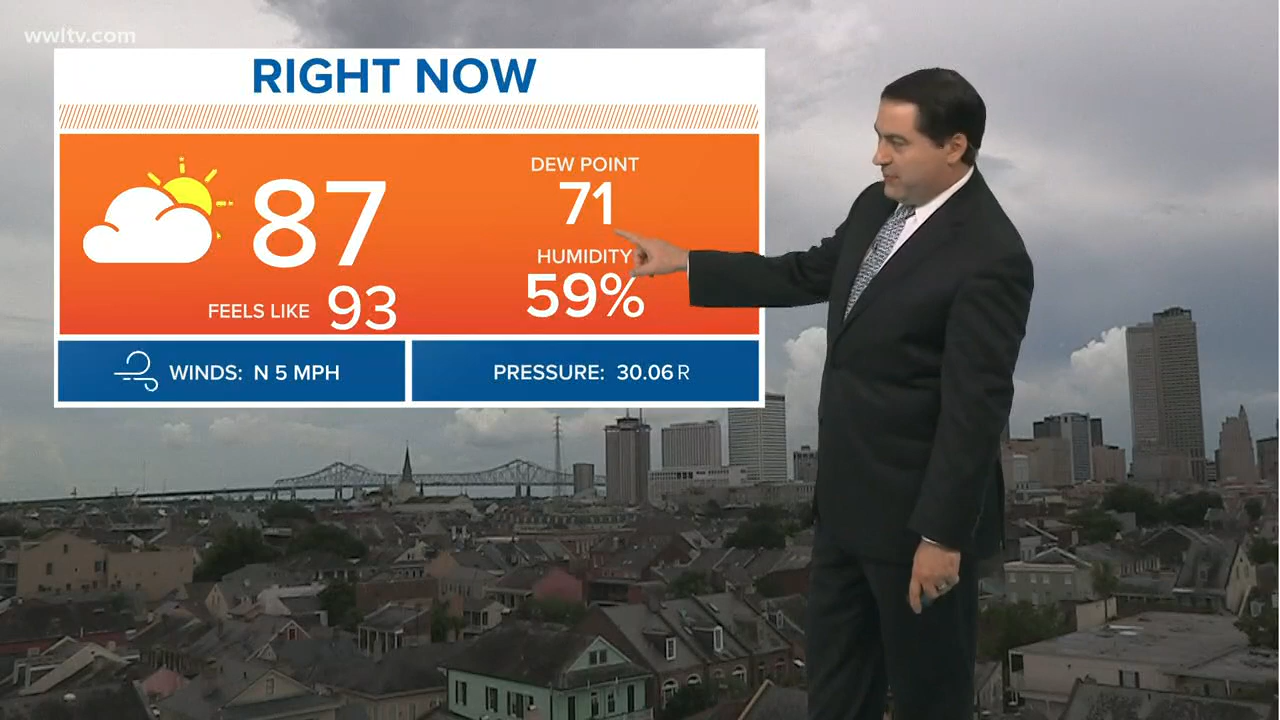 wwltv.com
RIGHT NOW
87
FEELS LIKE 93
DEW POINT
71
HUMIDITY
59%
WINDS: N 5 MPH
PRESSURE: 30.06 R